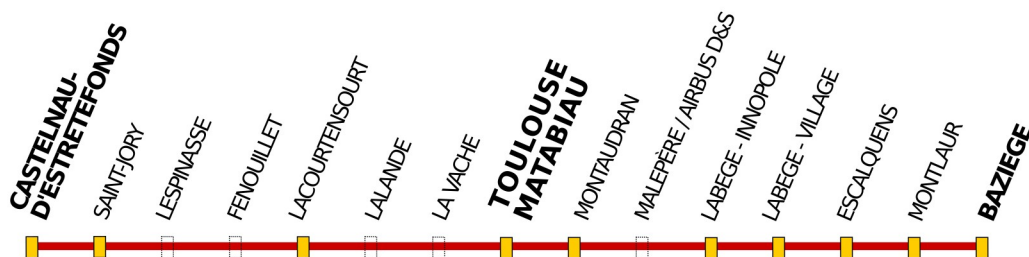 CASTELNAU-
D'ESTRETEFONDS
SAINT-JORY
LESPINASSE
FENOUILLET
LACOURTENSOURT
LALANDE
LA VACHE
TOULOUSE
MATABIAU
MONTAUDRAN
MALEPÈRE / AIRBUS D&S
LABEGE - INNOPOLE
LABEGE - VILLAGE
ESCALQUENS
MONTLAUR
BAZIEGE